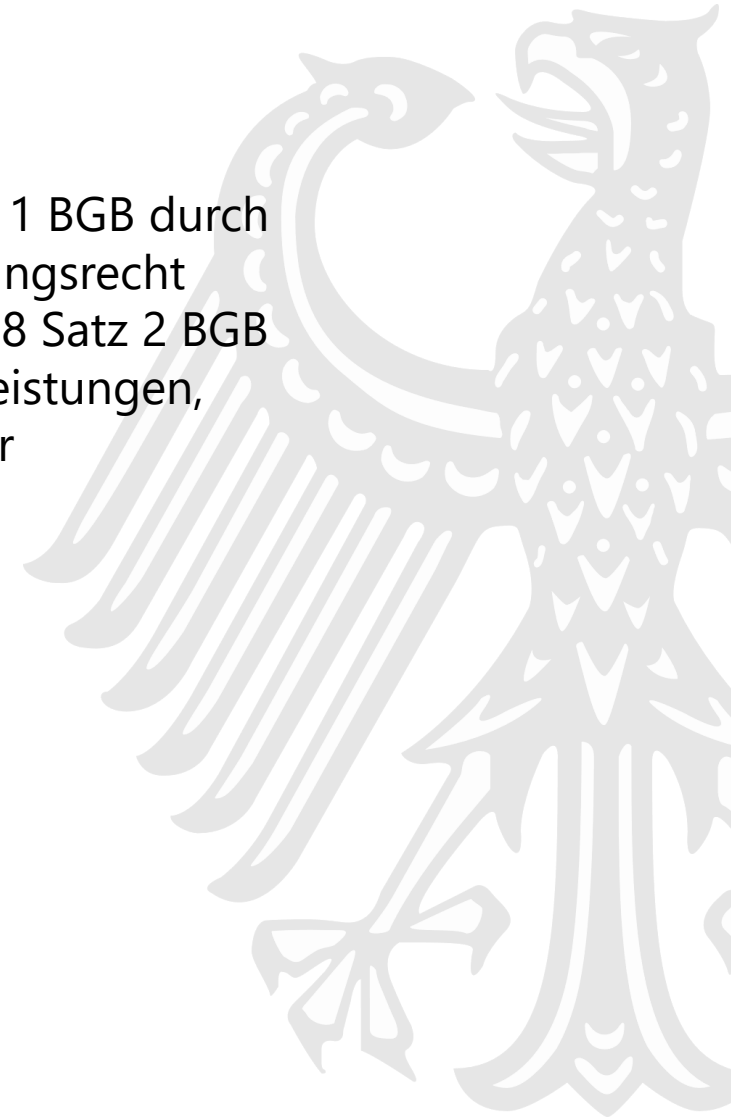 1 BGB durch
ngsrecht
8 Satz 2 BGB
eistungen,
r